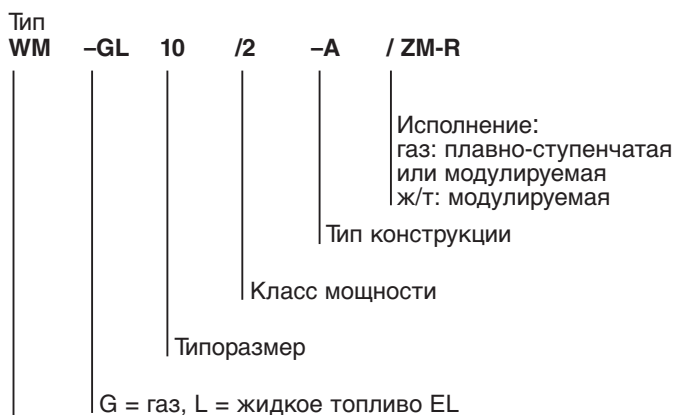 Тип
WM –GL 10 /2 –A / ZM-R
Исполнение:
газ: плавно-ступенчатая
или модулируемая
ж/т: модулируемая
Тип конструкции
Класс мощности
Типоразмер
G = газ, L = жидкое топливо EL